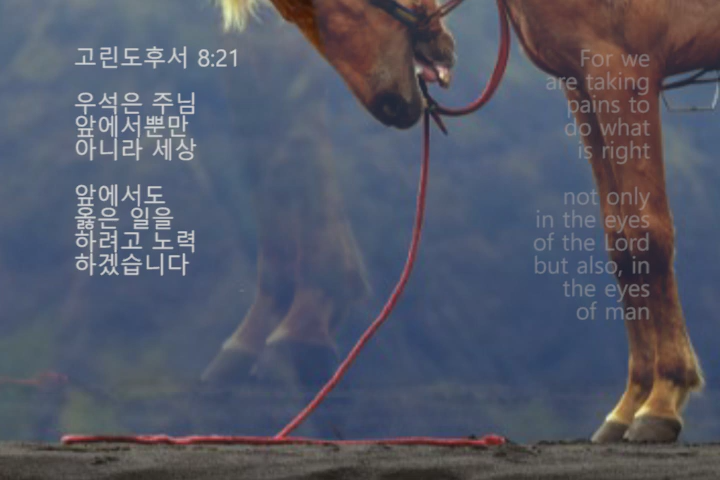 고린도후서 8:21
우석은 주님
앞에서뿐만
아니라 세상
앞에서도
옳은 일을
하려고 노력
하겠습니다
For we
are taking
pains to
do what
is right
not only
in the eyes
of the Lord
but also, in
the eyes
of man